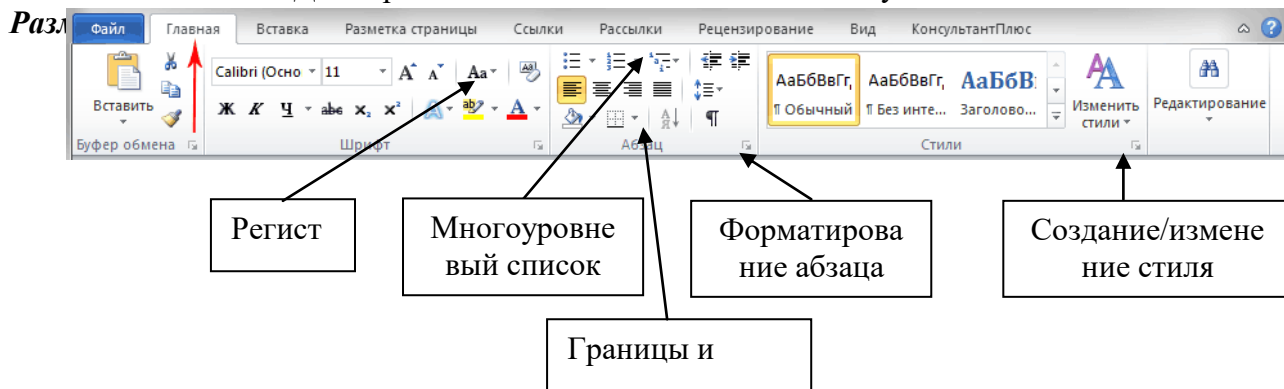 Разм
Файл Главная Вставка Разметка страницы Ссылки Рассылки Рецензирование Вид КонсультантПлюс
Calibri (Осно 11 Aa
АаБбВвГг, АаБбВвГг, АаБбВ
Вставить
Ж К Ч abc x₂ x² A
¶ Обычный ¶ Без инте... Заголово... Изменить стили Редактирование
Буфер обмена Шрифт Абзац Стили
Регист
Многоуровне
вый список
Форматирова
ние абзаца
Создание/измене
ние стиля
Границы и